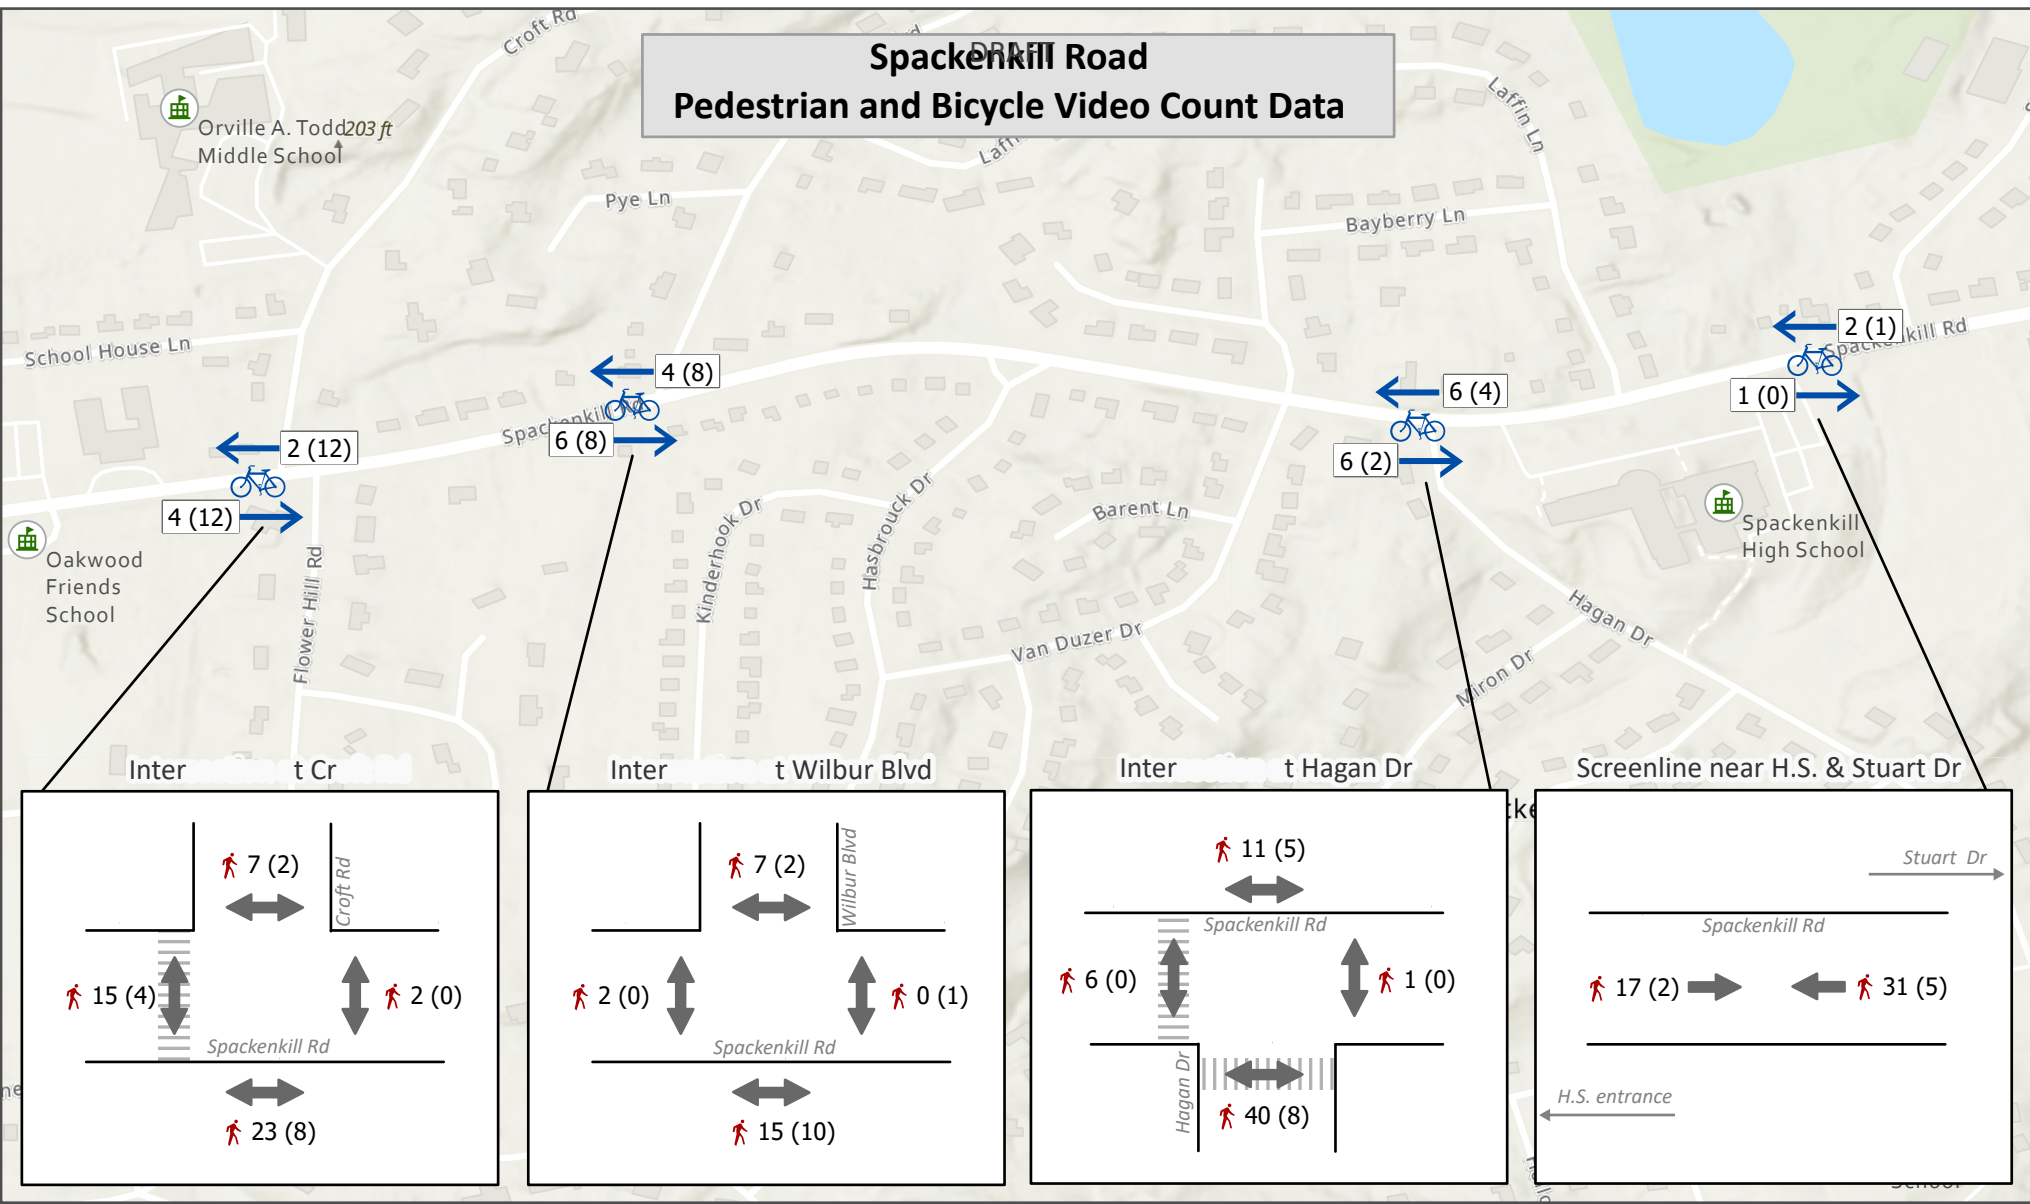 Spackenkill Road
DRAFT
Pedestrian and Bicycle Video Count Data
Croft Rd
Laffin Ln
Orville A. Todd
Middle School
203 ft
Pye Ln
Bayberry Ln
School House Ln
Spackenkill Rd
2 (1)
1 (0)
4 (8)
6 (8)
Spackenkill Rd
6 (4)
6 (2)
2 (12)
4 (12)
Oakwood
Friends
School
Flower Hill Rd
Kinderhook Dr
Hasbrouck Dr
Barent Ln
Van Duzer Dr
Spackenkill
High School
Hagan Dr
Miron Dr
Inter t Cr
7 (2)
Croft Rd
15 (4)
2 (0)
Spackenkill Rd
23 (8)
Inter t Wilbur Blvd
7 (2)
Wilbur Blvd
2 (0)
0 (1)
Spackenkill Rd
15 (10)
Inter t Hagan Dr
11 (5)
Spackenkill Rd
6 (0)
1 (0)
Hagan Dr
40 (8)
Screenline near H.S. & Stuart Dr
Stuart Dr
Spackenkill Rd
17 (2)
31 (5)
H.S. entrance